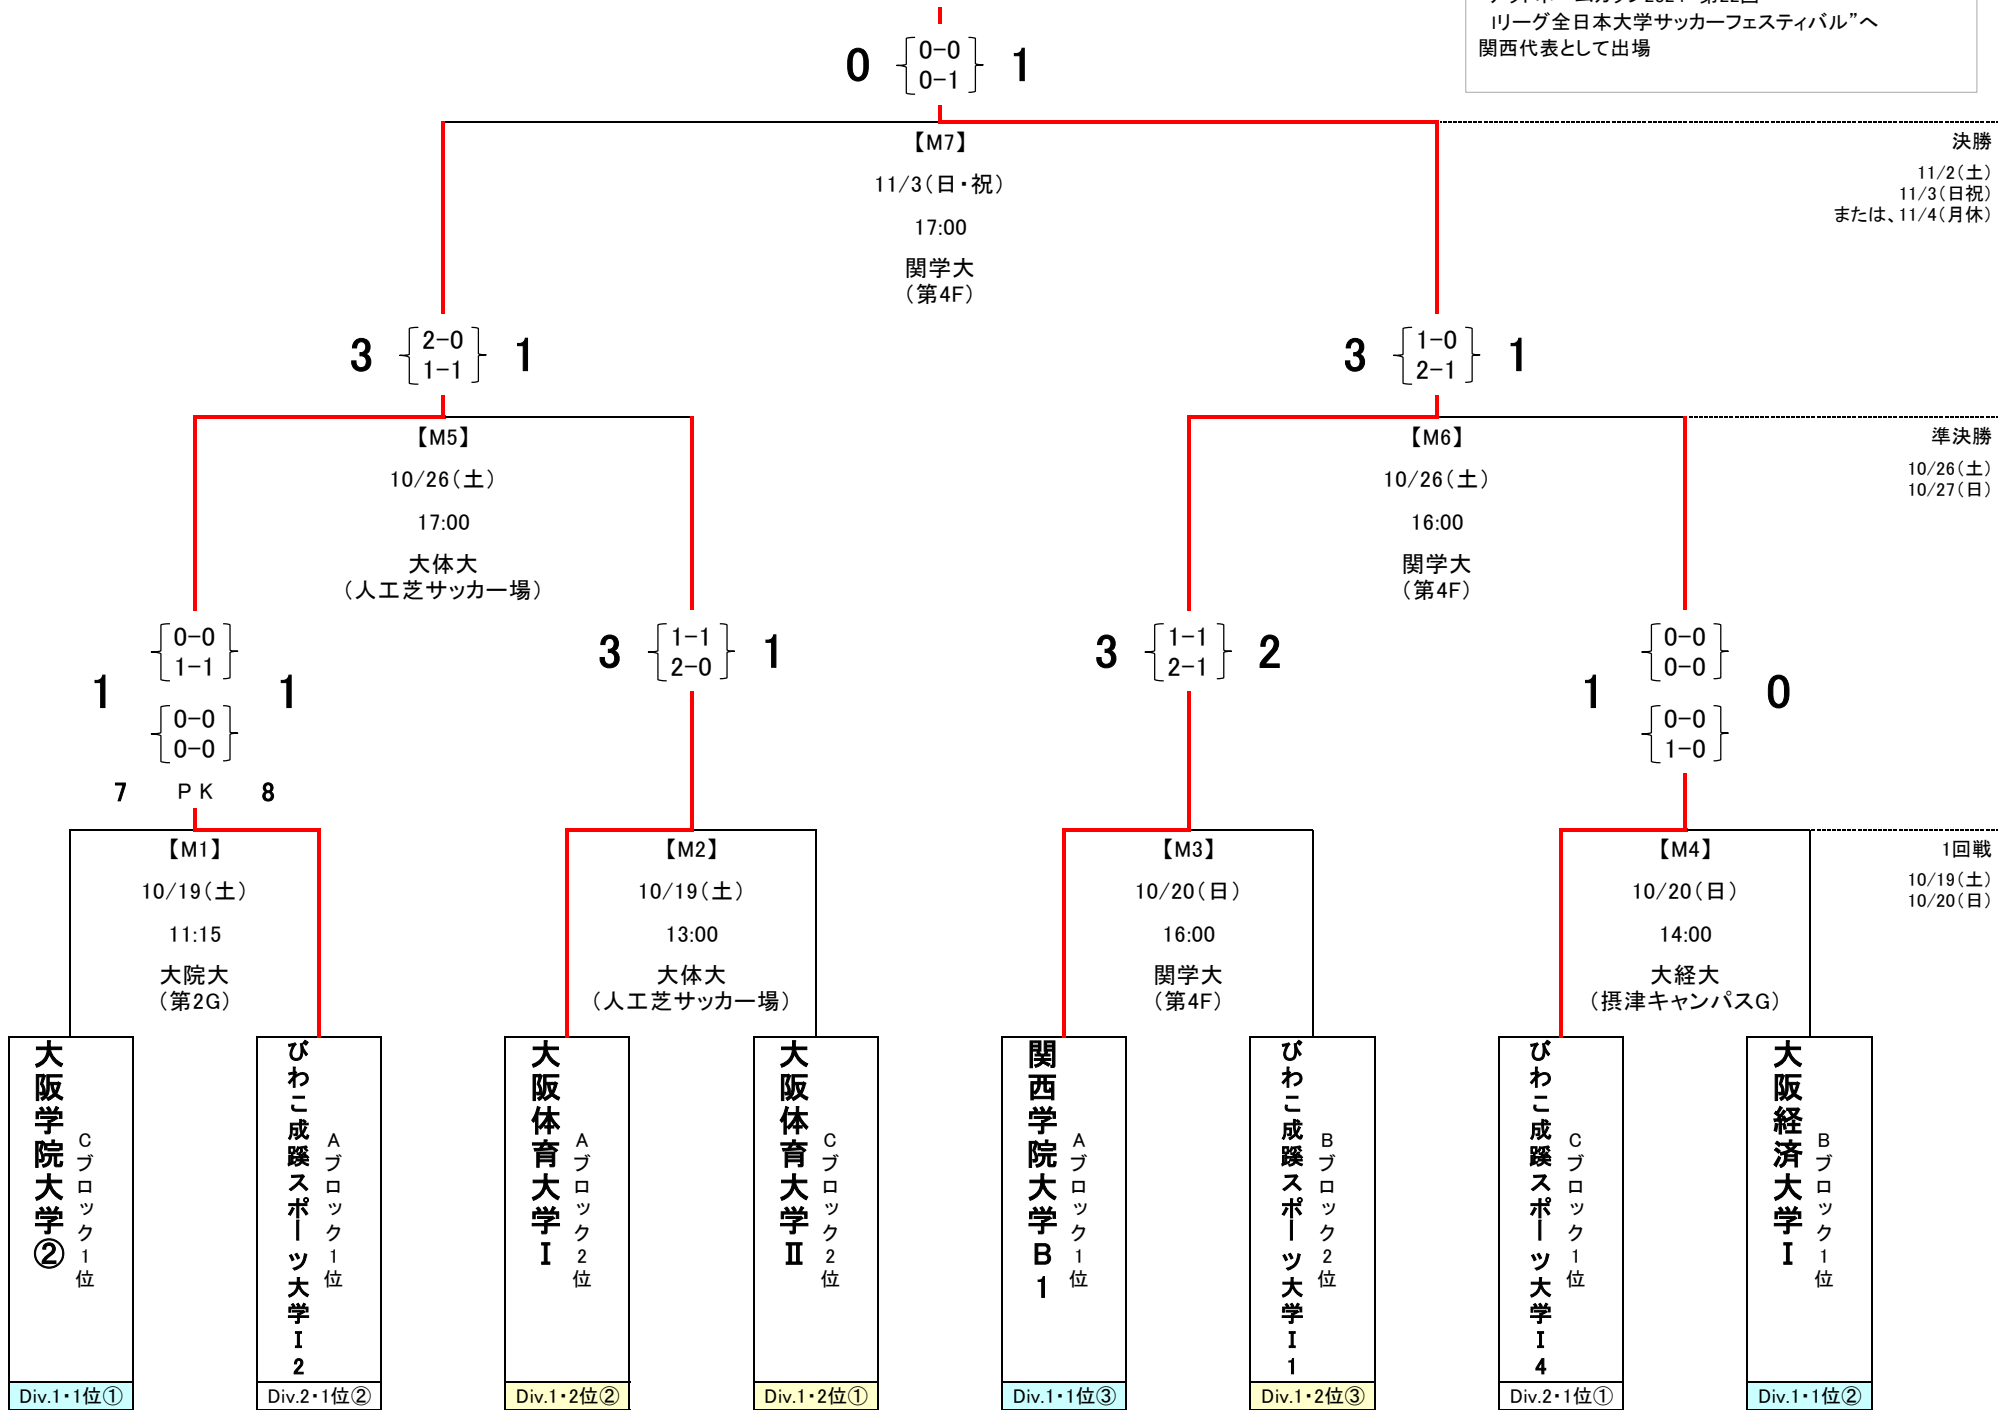 リーグ全日本大学サッカーフェスティバル”へ
関西代表として出場
0 0-0 1
0-1
【M7】
11/3(日・祝)
17:00
関学大
(第4F)
決勝
11/2(土)
11/3(日祝)
または、11/4(月休)
3 2-0 1
1-1
3 1-0 1
2-1
【M5】
10/26(土)
17:00
大体大
(人工芝サッカー場)
【M6】
10/26(土)
16:00
関学大
(第4F)
準決勝
10/26(土)
10/27(日)
0-0
1-1
1 1
0-0
0-0
7 PK 8
3 1-1 1
2-0
3 1-1 2
2-1
0-0
0-0
1 0
0-0
1-0
【M1】
10/19(土)
11:15
大院大
(第2G)
【M2】
10/19(土)
13:00
大体大
(人工芝サッカー場)
【M3】
10/20(日)
16:00
関学大
(第4F)
【M4】
10/20(日)
14:00
大経大
(摂津キャンパスG)
1回戦
10/19(土)
10/20(日)
大阪学院大学②
Cブロック1位
Div.1・1位①
びわこ成蹊スポーツ大学I2
Aブロック1位
Div.2・1位②
大阪体育大学I
Aブロック2位
Div.1・2位②
大阪体育大学II
Cブロック2位
Div.1・2位①
関西学院大学B1
Aブロック1位
Div.1・1位③
びわこ成蹊スポーツ大学I1
Bブロック2位
Div.1・2位③
びわこ成蹊スポーツ大学I4
Cブロック1位
Div.2・1位①
大阪経済大学I
Bブロック1位
Div.1・1位②